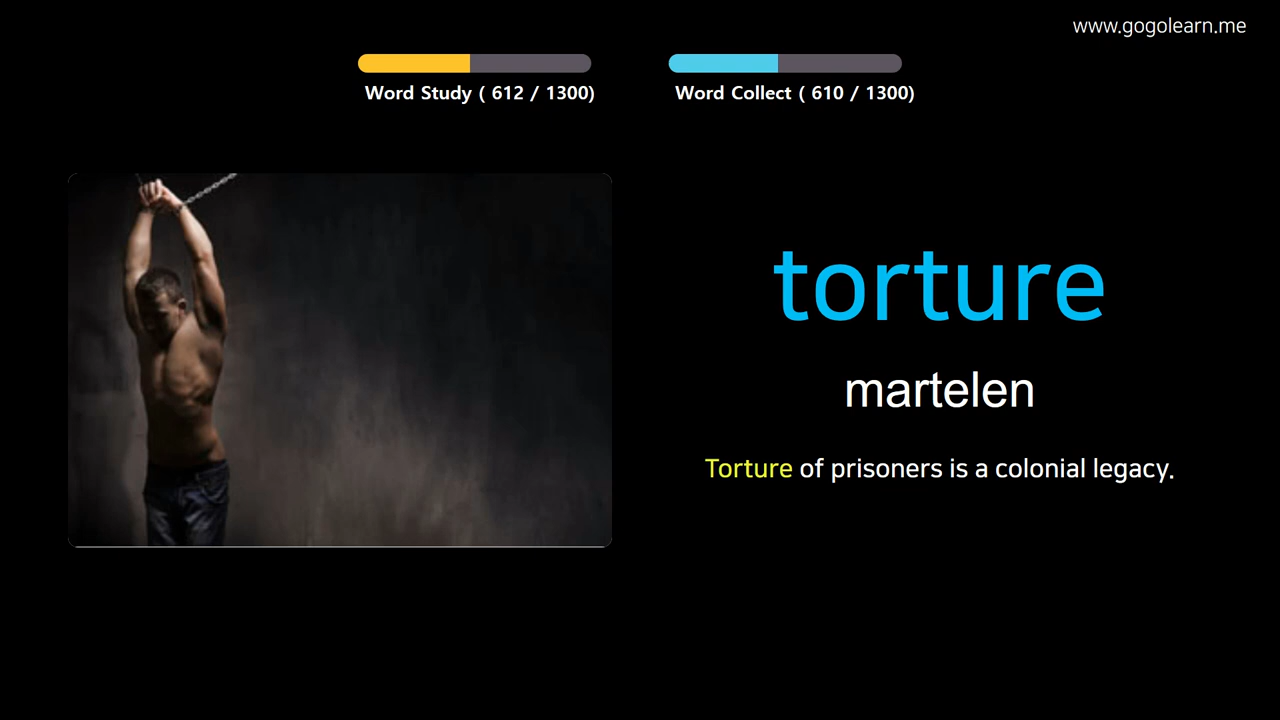 www.gogolearn.me
Word Study ( 612 / 1300)
Word Collect ( 610 / 1300)
torture
martelen
Torture of prisoners is a colonial legacy.